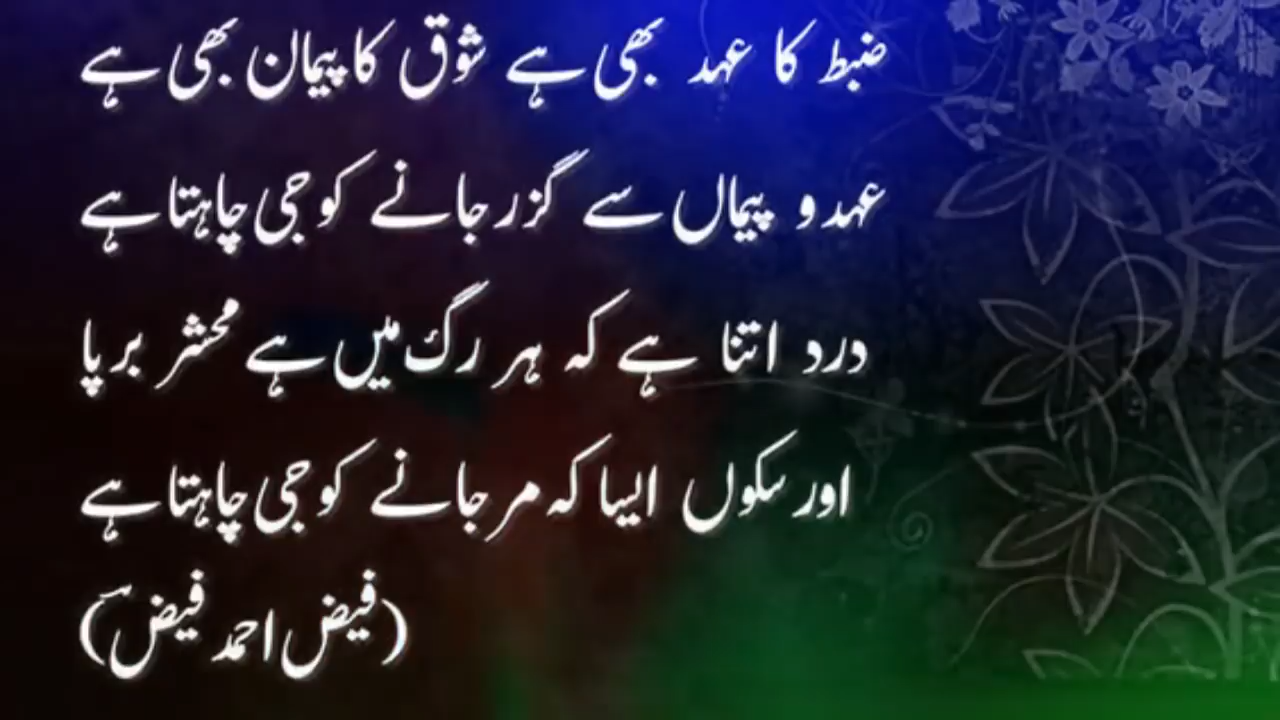 ضبط کا عہد بھی ہے شوق کا پیمان بھی ہے
عہد و پیماں سے گزر جانے کو جی چاہتا ہے
درد اتنا ہے کہ ہر رگ میں ہے محشر برپا
اور سکوں ایسا کہ مر جانے کو جی چاہتا ہے
(فیض احمد فیضؔ)